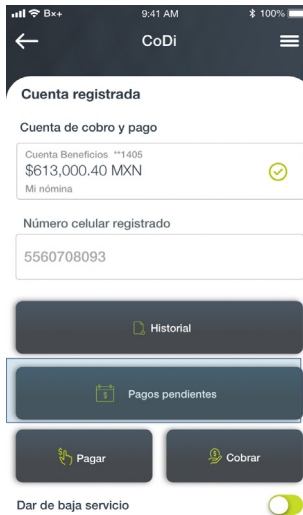 B×+ 9:41 AM 100%
CoDi
Cuenta registrada
Cuenta de cobro y pago
Cuenta Beneficios **1405
$613,000.40 MXN
Mi nómina
Número celular registrado
5560708093
Historial
Pagos pendientes
Pagar Cobrar
Dar de baja servicio